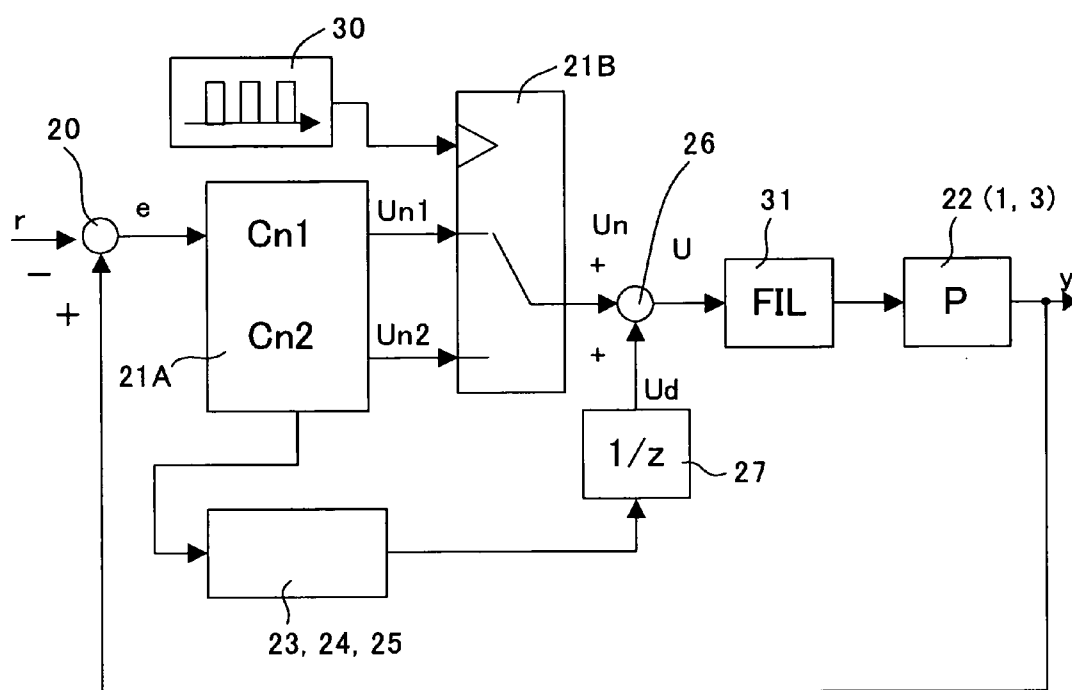 30
21B
20
26
r
e
Cn1
Un1
Un
U
31
22 (1, 3)
−
+
+
FIL
P
y
Cn2
Un2
+
21A
Ud
1/z
27
23, 24, 25